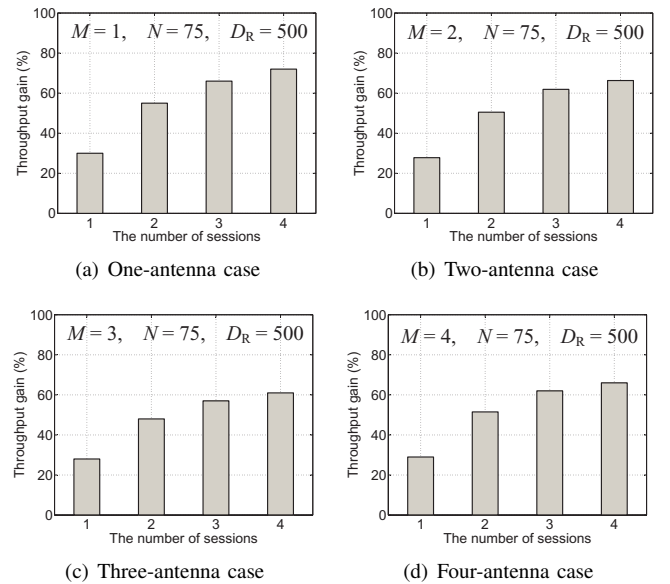 M = 1, N = 75, D_R = 500
Throughput gain (%)
100
80
60
40
20
0
1 2 3 4
The number of sessions
(a) One-antenna case
M = 2, N = 75, D_R = 500
Throughput gain (%)
100
80
60
40
20
0
1 2 3 4
The number of sessions
(b) Two-antenna case
M = 3, N = 75, D_R = 500
Throughput gain (%)
100
80
60
40
20
0
1 2 3 4
The number of sessions
(c) Three-antenna case
M = 4, N = 75, D_R = 500
Throughput gain (%)
100
80
60
40
20
0
1 2 3 4
The number of sessions
(d) Four-antenna case